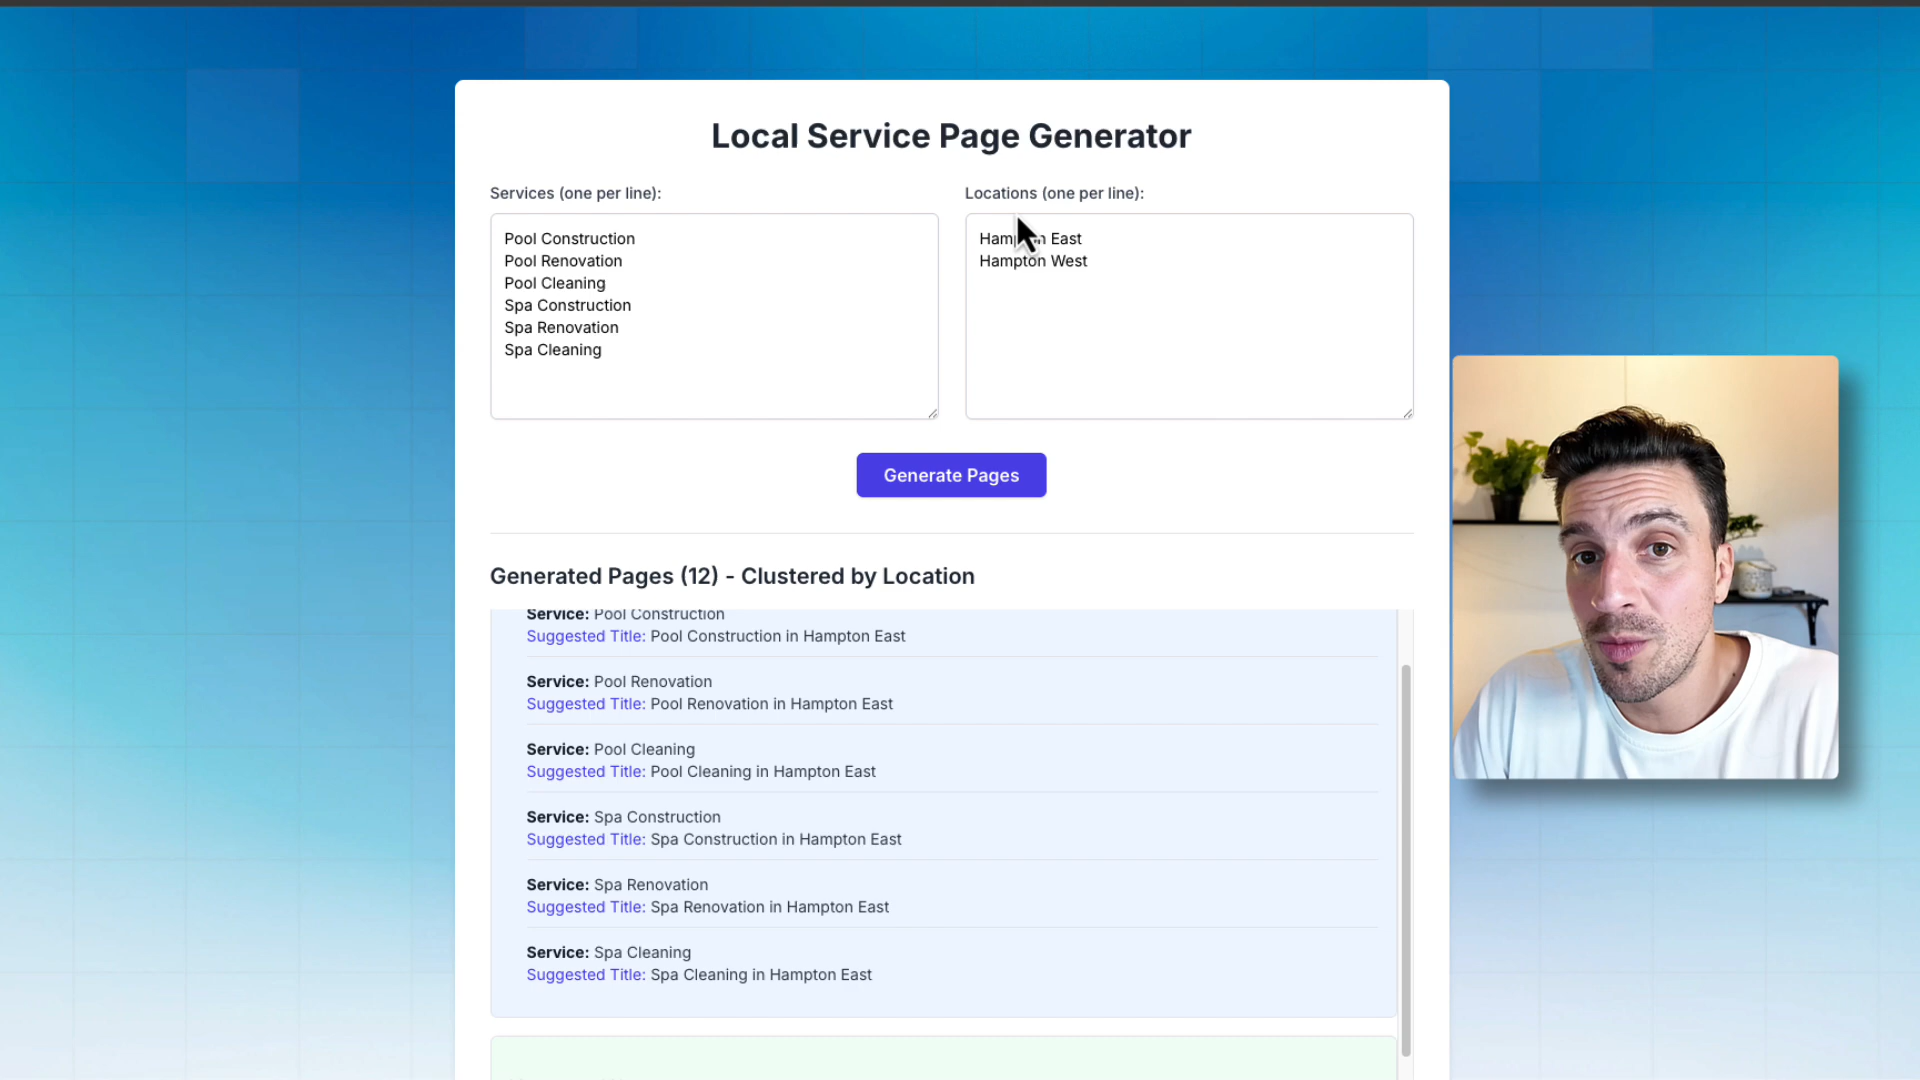 Local Service Page Generator
Services (one per line):
Pool Construction
Pool Renovation
Pool Cleaning
Spa Construction
Spa Renovation
Spa Cleaning
Locations (one per line):
Hampton East
Hampton West
Generate Pages
Generated Pages (12) - Clustered by Location
Service: Pool Construction
Suggested Title: Pool Construction in Hampton East
Service: Pool Renovation
Suggested Title: Pool Renovation in Hampton East
Service: Pool Cleaning
Suggested Title: Pool Cleaning in Hampton East
Service: Spa Construction
Suggested Title: Spa Construction in Hampton East
Service: Spa Renovation
Suggested Title: Spa Renovation in Hampton East
Service: Spa Cleaning
Suggested Title: Spa Cleaning in Hampton East